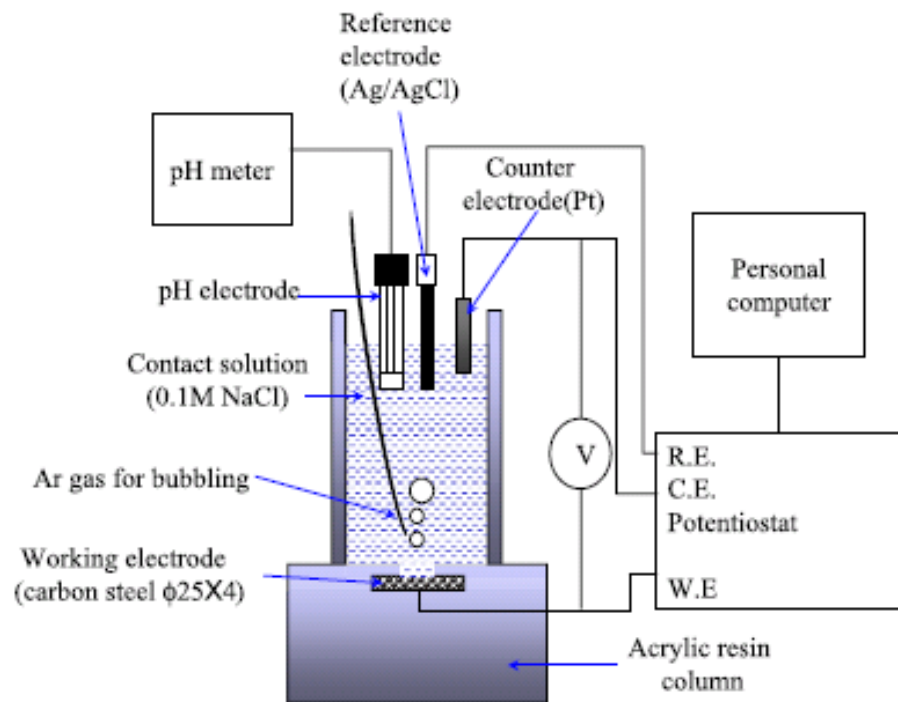 Reference
electrode
(Ag/AgCl)
pH meter
Counter
electrode(Pt)
Personal
computer
pH electrode
Contact solution
(0.1M NaCl)
V
R.E.
C.E.
Potentiostat
W.E
Ar gas for bubbling
Working electrode
(carbon steel ϕ25X4)
Acrylic resin
column